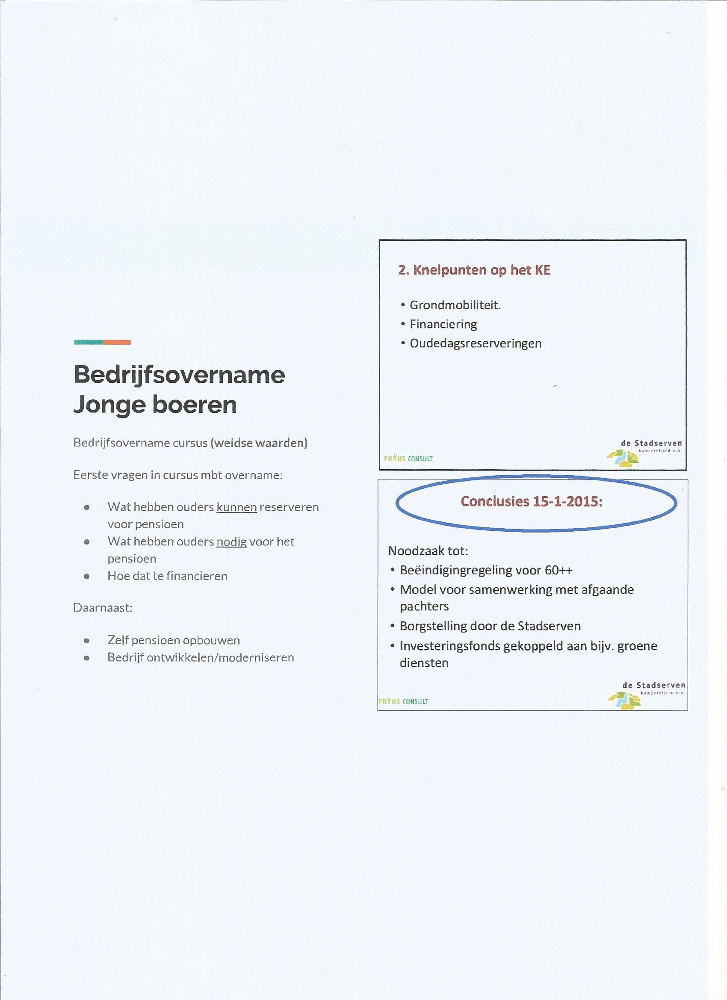 Bedrijfsovername
Jonge boeren
Bedrijfsovername cursus (weidse waarden)
Eerste vragen in cursus mbt overname:
● Wat hebben ouders kunnen reserveren
voor pensioen
● Wat hebben ouders nodig voor het
pensioen
● Hoe dat te financieren
Daarnaast:
● Zelf pensioen opbouwen
● Bedrijf ontwikkelen/moderniseren
2. Knelpunten op het KE
• Grondmobiliteit.
• Financiering
• Oudedagsreserveringen
de Stadserven
Kampereiland e.o.
PRINS CONSULT
Conclusies 15-1-2015:
Noodzaak tot:
• Beëindigingregeling voor 60++
• Model voor samenwerking met afgaande
pachters
• Borgstelling door de Stadserven
• Investeringsfonds gekoppeld aan bijv. groene
diensten
de Stadserven
Kampereiland e.o.
PRINS CONSULT